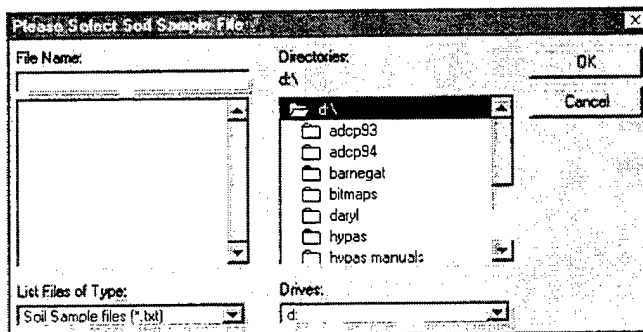 Please Select Soil Sample File
File Name:
Directories:
d:\
OK
Cancel
d:\
adcp93
adcp94
barnegat
bitmaps
daryl
hypas
hypas manuals
List Files of Type:
Soil Sample files (*.txt)
Drives:
d: